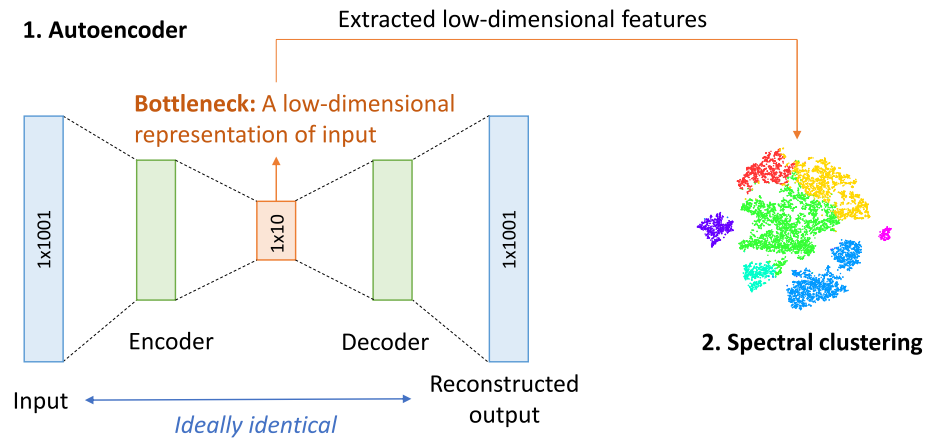 Extracted low-dimensional features
1. Autoencoder
Bottleneck: A low-dimensional
representation of input
1x1001
1x10
1x1001
Encoder
Decoder
2. Spectral clustering
Input
Reconstructed
output
Ideally identical